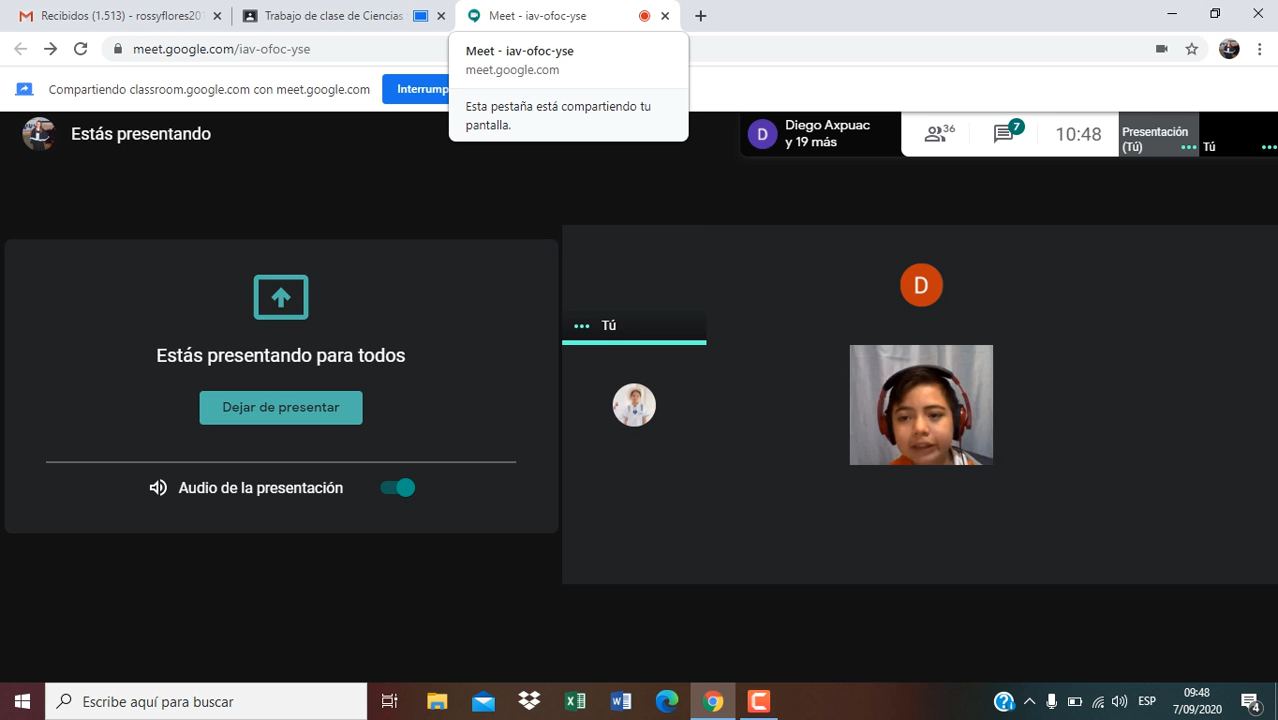 Recibidos (1.513) - rossyflores201
Trabajo de clase de Ciencias
Meet - iav-ofoc-yse
meet.google.com/iav-ofoc-yse
Meet - iav-ofoc-yse
meet.google.com
Compartiendo classroom.google.com con meet.google.com
Interrump
Esta pestaña está compartiendo tu
pantalla.
Estás presentando
D
Diego Axpuac
y 19 más
36
7
10:48
Presentación
(Tú)
Tú
Estás presentando para todos
Dejar de presentar
Audio de la presentación
Tú
D
Escribe aquí para buscar
ESP
09:48
7/09/2020
4